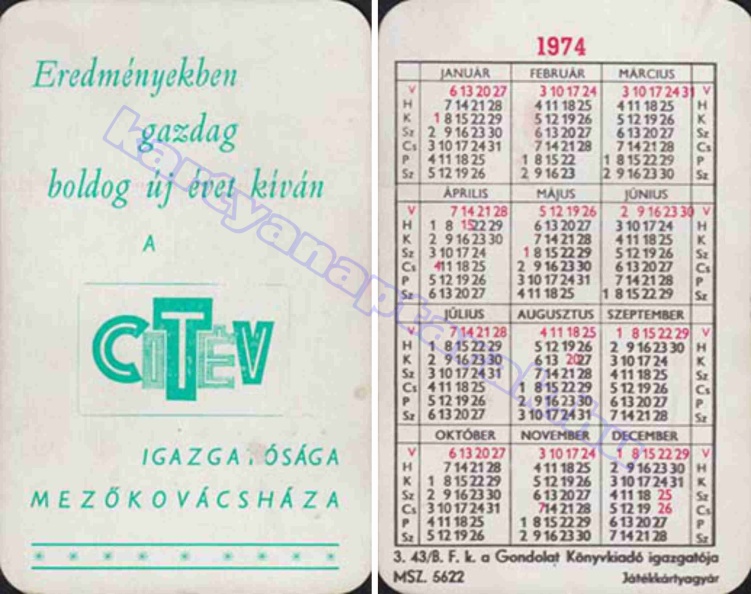 Eredményekben
gazdag
boldog új évet kíván
A
CITÉV
IGAZGATÓSÁGA
MEZŐKOVÁCSHÁZA
* * * * * * * * *
kartyanaptarak.hu
1974
JANUÁR FEBRUÁR MÁRCIUS
V 6 13 20 27 3 10 17 24 3 10 17 24 31 V
H 7 14 21 28 4 11 18 25 4 11 18 25 H
K 1 8 15 22 29 5 12 19 26 5 12 19 26 K
Sz 2 9 16 23 30 6 13 20 27 6 13 20 27 Sz
Cs 3 10 17 24 31 7 14 21 28 7 14 21 28 Cs
P 4 11 18 25 1 8 15 22 1 8 15 22 29 P
Sz 5 12 19 26 2 9 16 23 2 9 16 23 30 Sz
ÁPRILIS MÁJUS JÚNIUS
V 7 14 21 28 5 12 19 26 2 9 16 23 30 V
H 1 8 15 22 29 6 13 20 27 3 10 17 24 H
K 2 9 16 23 30 7 14 21 28 4 11 18 25 K
Sz 3 10 17 24 1 8 15 22 29 5 12 19 26 Sz
Cs 4 11 18 25 2 9 16 23 30 6 13 20 27 Cs
P 5 12 19 26 3 10 17 24 31 7 14 21 28 P
Sz 6 13 20 27 4 11 18 25 1 8 15 22 29 Sz
JÚLIUS AUGUSZTUS SZEPTEMBER
V 7 14 21 28 4 11 18 25 1 8 15 22 29 V
H 1 8 15 22 29 5 12 19 26 2 9 16 23 30 H
K 2 9 16 23 30 6 13 20 27 3 10 17 24 K
Sz 3 10 17 24 31 7 14 21 28 4 11 18 25 Sz
Cs 4 11 18 25 1 8 15 22 29 5 12 19 26 Cs
P 5 12 19 26 2 9 16 23 30 6 13 20 27 P
Sz 6 13 20 27 3 10 17 24 31 7 14 21 28 Sz
OKTÓBER NOVEMBER DECEMBER
V 6 13 20 27 3 10 17 24 1 8 15 22 29 V
H 7 14 21 28 4 11 18 25 2 9 16 23 30 H
K 1 8 15 22 29 5 12 19 26 3 10 17 24 31 K
Sz 2 9 16 23 30 6 13 20 27 4 11 18 25 Sz
Cs 3 10 17 24 31 7 14 21 28 5 12 19 26 Cs
P 4 11 18 25 1 8 15 22 29 6 13 20 27 P
Sz 5 12 19 26 2 9 16 23 30 7 14 21 28 Sz
3. 43/B. F. k. a Gondolat Könyvkiadó igazgatója
MSZ. 5622 Játékkártyagyár